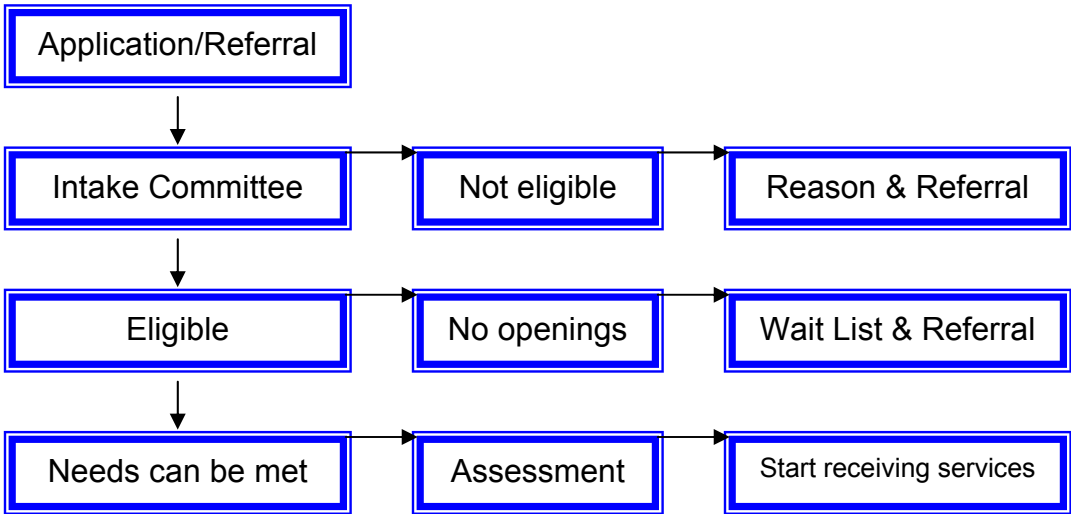 Application/Referral
Intake Committee
Not eligible
Reason & Referral
Eligible
No openings
Wait List & Referral
Needs can be met
Assessment
Start receiving services